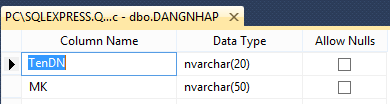 PC\SQLEXPRESS.Q...c - dbo.DANGNHAP
Column Name Data Type Allow Nulls
TenDN nvarchar(20)
MK nvarchar(50)